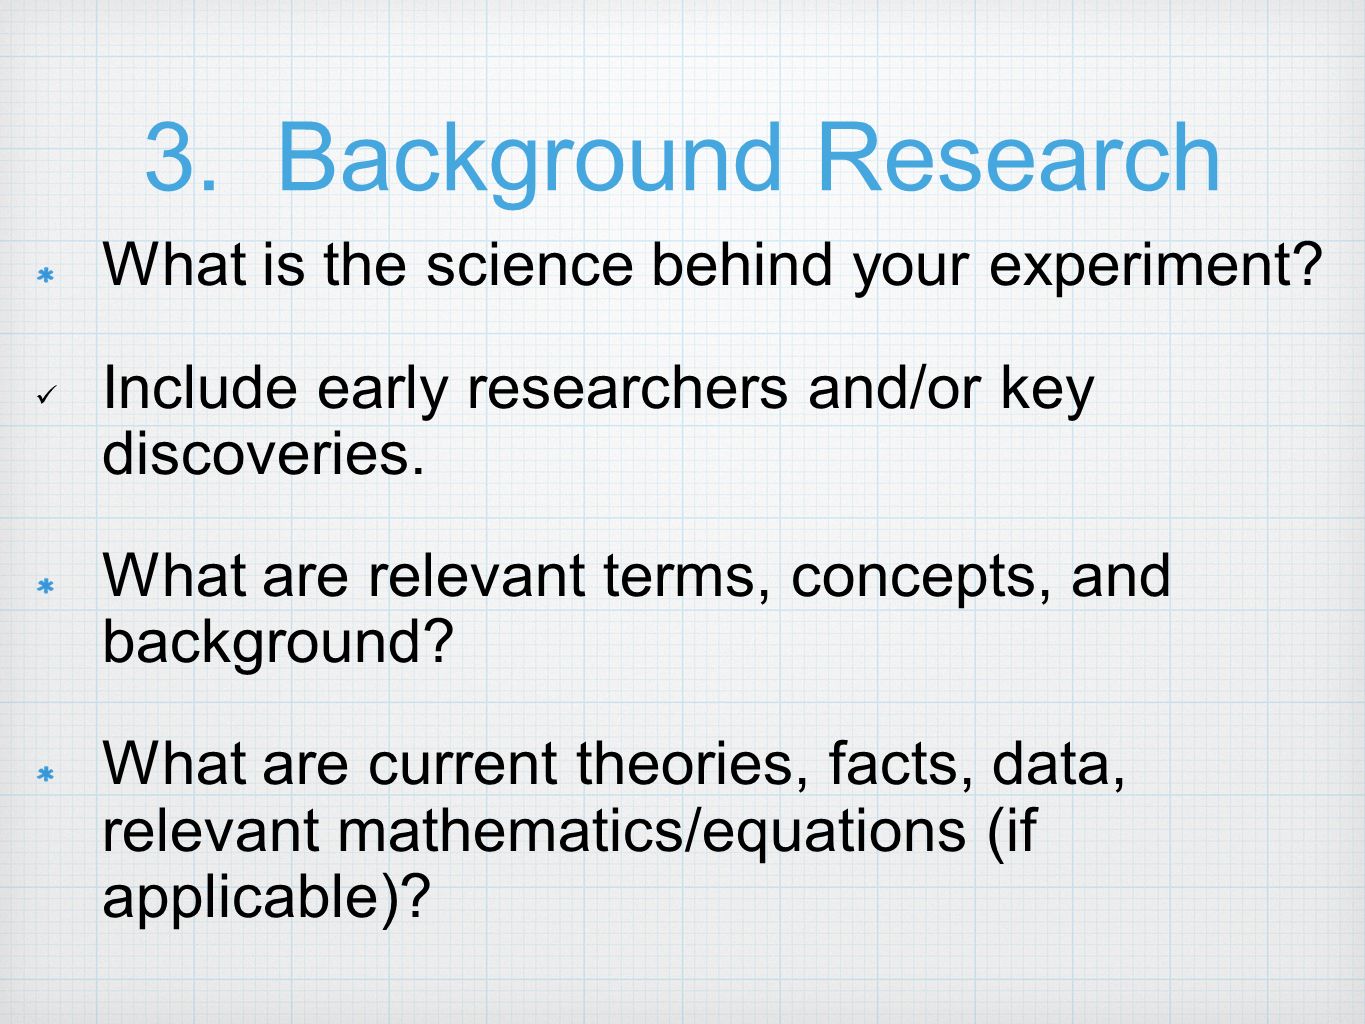 3. Background Research
What is the science behind your experiment?
Include early researchers and/or key
discoveries.
What are relevant terms, concepts, and
background?
What are current theories, facts, data,
relevant mathematics/equations (if
applicable)?